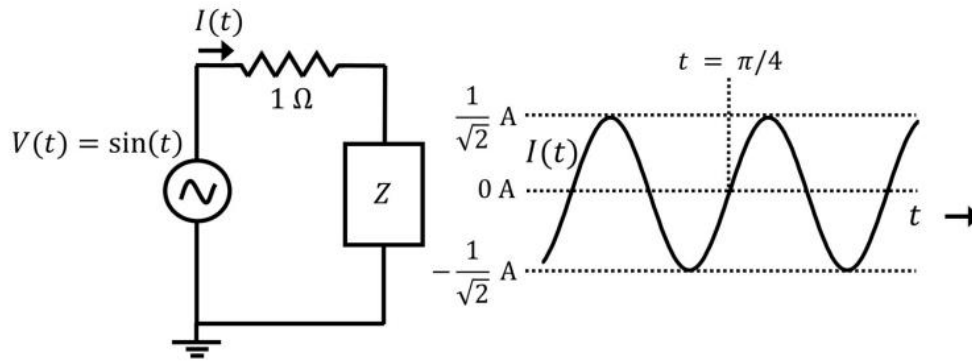 I(t)
1 Ω
V(t) = sin(t)
Z
t = π/4
1/√2 A
I(t)
0 A
t
−1/√2 A